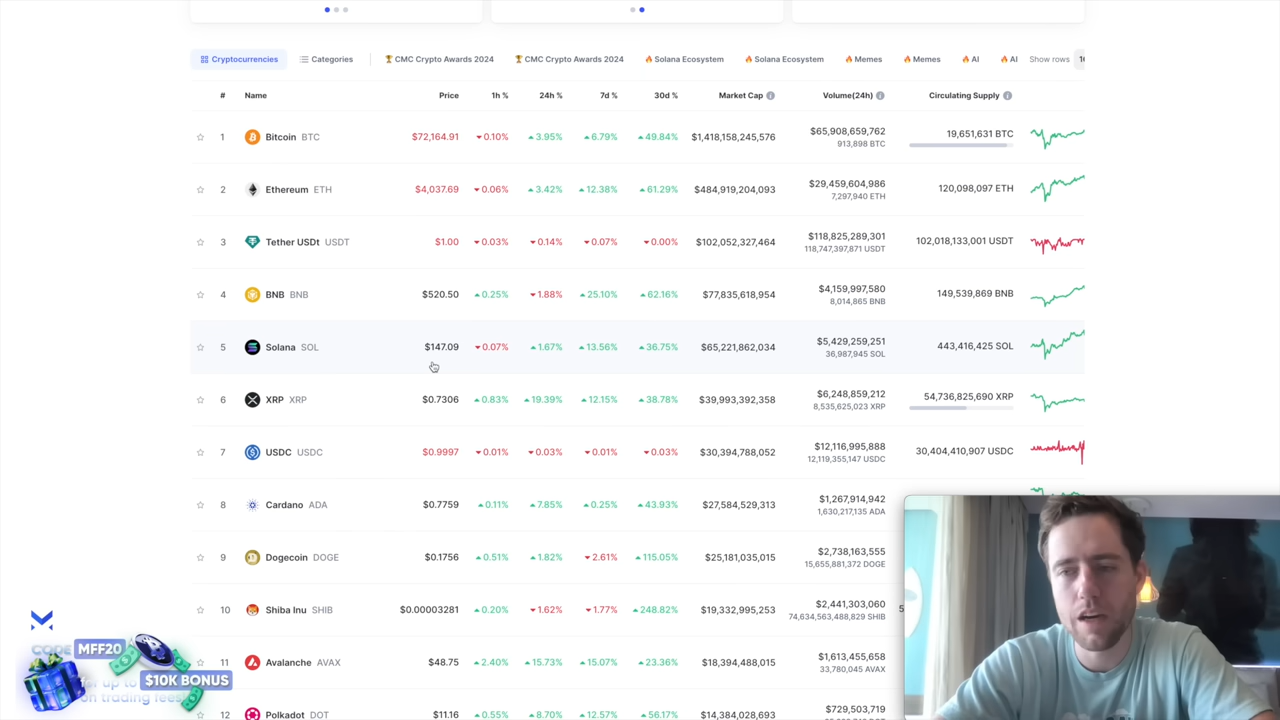 Cryptocurrencies Categories CMC Crypto Awards 2024 CMC Crypto Awards 2024 Solana Ecosystem Solana Ecosystem Memes Memes AI AI Show rows
# Name Price 1h % 24h % 7d % 30d % Market Cap Volume(24h) Circulating Supply
1 Bitcoin BTC $72,164.91 0.10% 3.95% 6.79% 49.84% $1,418,158,245,576 $65,908,659,762 19,651,631 BTC
913,898 BTC
2 Ethereum ETH $4,037.69 0.06% 3.42% 12.38% 61.29% $484,919,204,093 $29,459,604,986 120,098,097 ETH
7,297,940 ETH
3 Tether USDt USDT $1.00 0.03% 0.14% 0.07% 0.00% $102,052,327,464 $118,825,289,301 102,018,133,001 USDT
118,747,397,871 USDT
4 BNB BNB $520.50 0.25% 1.88% 25.10% 62.16% $77,835,618,954 $4,159,997,580 149,539,869 BNB
8,014,865 BNB
5 Solana SOL $147.09 0.07% 1.67% 13.56% 36.75% $65,221,862,034 $5,429,259,251 443,416,425 SOL
36,987,945 SOL
6 XRP XRP $0.7306 0.83% 19.39% 12.15% 38.78% $39,993,392,358 $6,248,859,212 54,736,825,690 XRP
8,535,625,023 XRP
7 USDC USDC $0.9997 0.01% 0.03% 0.01% 0.03% $30,394,788,052 $12,116,995,888 30,404,410,907 USDC
12,119,355,147 USDC
8 Cardano ADA $0.7759 0.11% 7.85% 0.25% 43.93% $27,584,529,313 $1,267,914,942
1,630,217,135 ADA
9 Dogecoin DOGE $0.1756 0.51% 1.82% 2.61% 115.05% $25,181,035,015 $2,738,163,555
15,655,881,372 DOGE
10 Shiba Inu SHIB $0.00003281 0.20% 1.62% 1.77% 248.82% $19,332,995,253 $2,441,303,060
74,634,563,488,829 SHIB
11 Avalanche AVAX $48.75 2.40% 15.73% 15.07% 23.36% $18,394,488,015 $1,613,455,658
33,780,045 AVAX
12 Polkadot DOT $11.16 0.55% 8.70% 12.57% 56.17% $14,384,028,693 $729,503,719
CODE MFF20
for up to $10K BONUS
on trading fees!